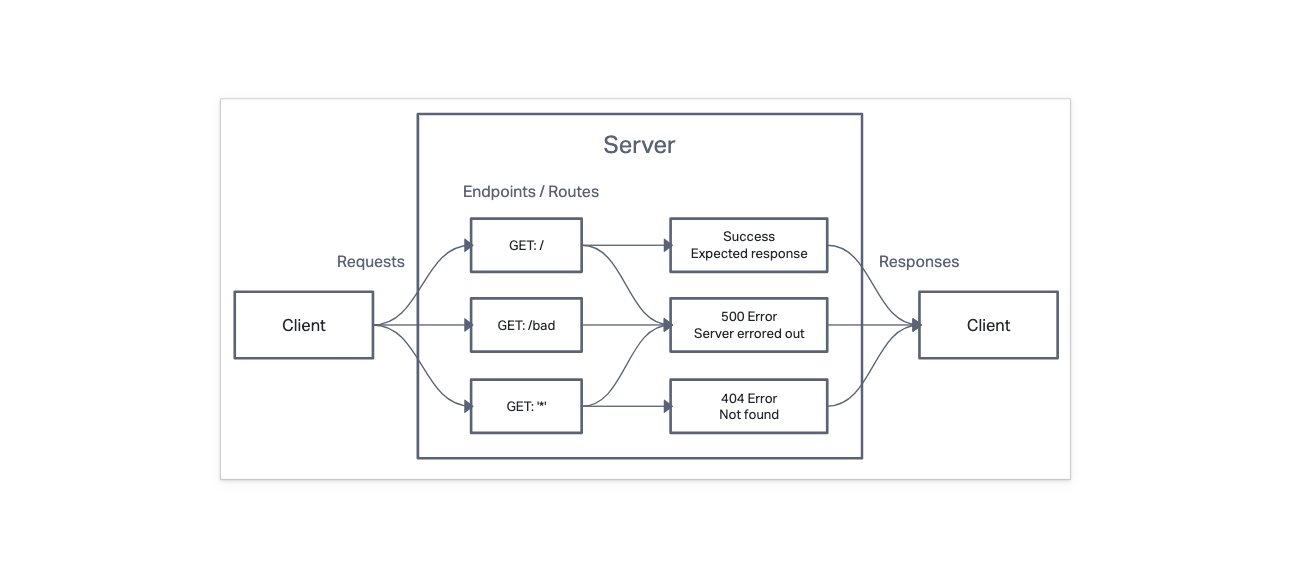 Server
Endpoints / Routes
Requests
Client
GET: /
GET: /bad
GET: '*'
Success
Expected response
500 Error
Server errored out
404 Error
Not found
Responses
Client